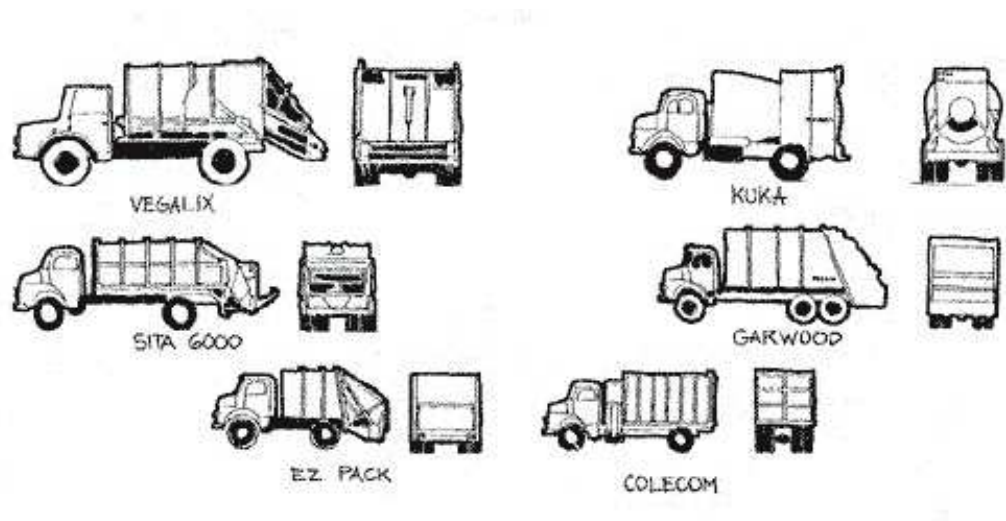 VEGALIX
KUKA
SITA 6000
GARWOOD
EZ PACK
COLECOM